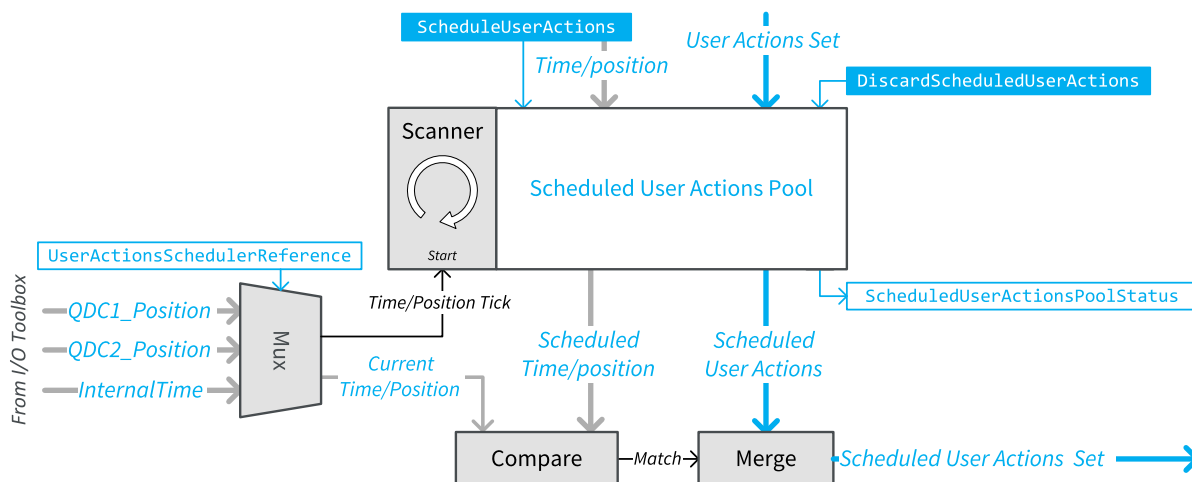 ScheduleUserActions
User Actions Set
Time/position
DiscardScheduledUserActions
Scanner
Scheduled User Actions Pool
Start
UserActionsSchedulerReference
From I/O Toolbox
QDC1_Position
QDC2_Position
InternalTime
Mux
Time/Position Tick
ScheduledUserActionsPoolStatus
Current
Time/Position
Scheduled
Time/position
Scheduled
User Actions
Compare
Match
Merge
Scheduled User Actions Set